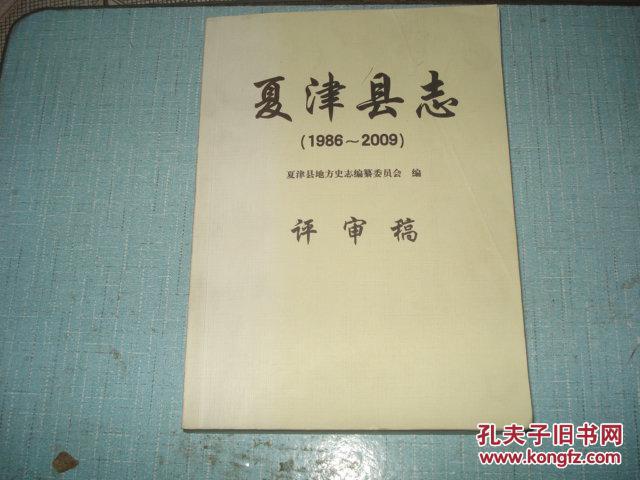 夏津县志
(1986～2009)
夏津县地方史志编纂委员会 编
评审稿
孔夫子旧书网
www.kongfz.com